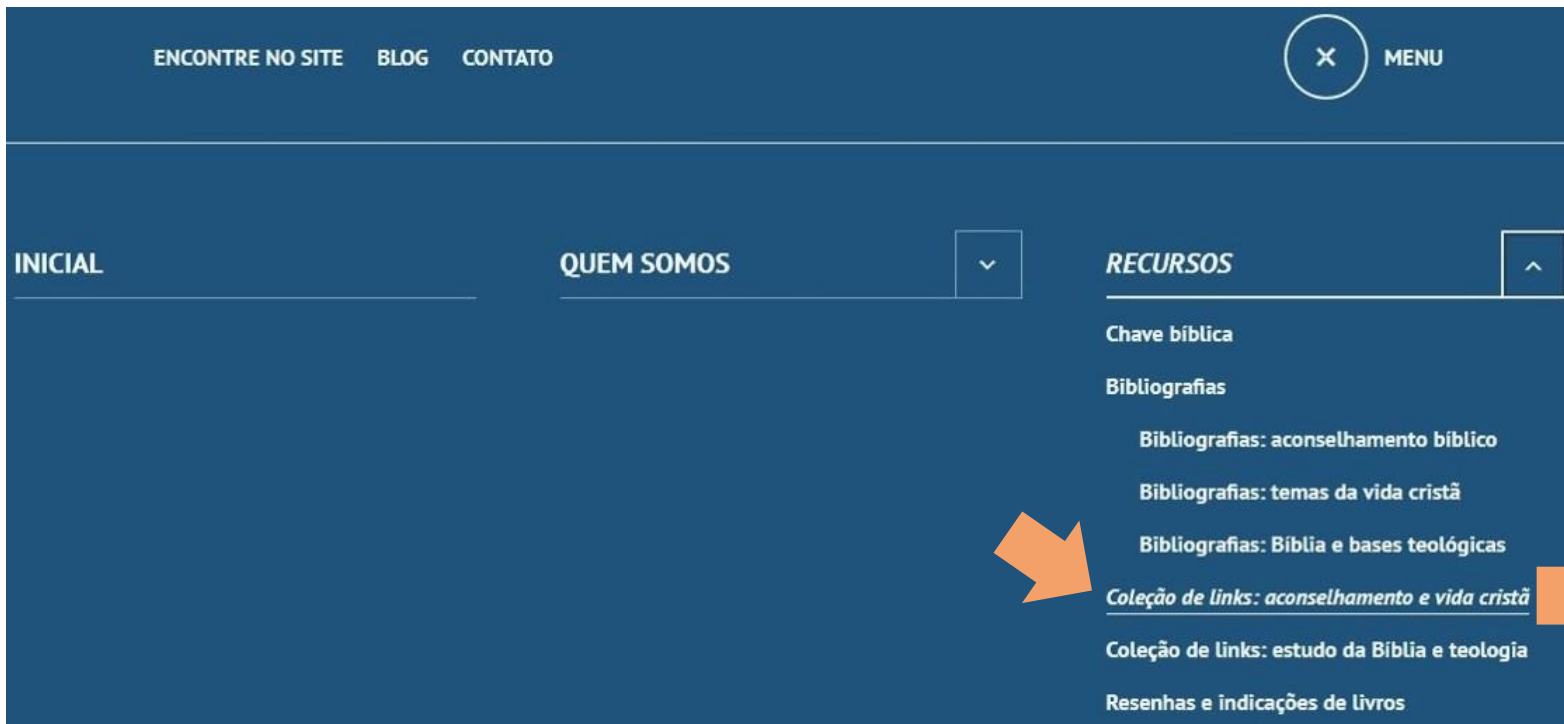 ENCONTRE NO SITE BLOG CONTATO MENU
INICIAL QUEM SOMOS RECURSOS
Chave bíblica
Bibliografias
Bibliografias: aconselhamento bíblico
Bibliografias: temas da vida cristã
Bibliografias: Bíblia e bases teológicas
Coleção de links: aconselhamento e vida cristã
Coleção de links: estudo da Bíblia e teologia
Resenhas e indicações de livros